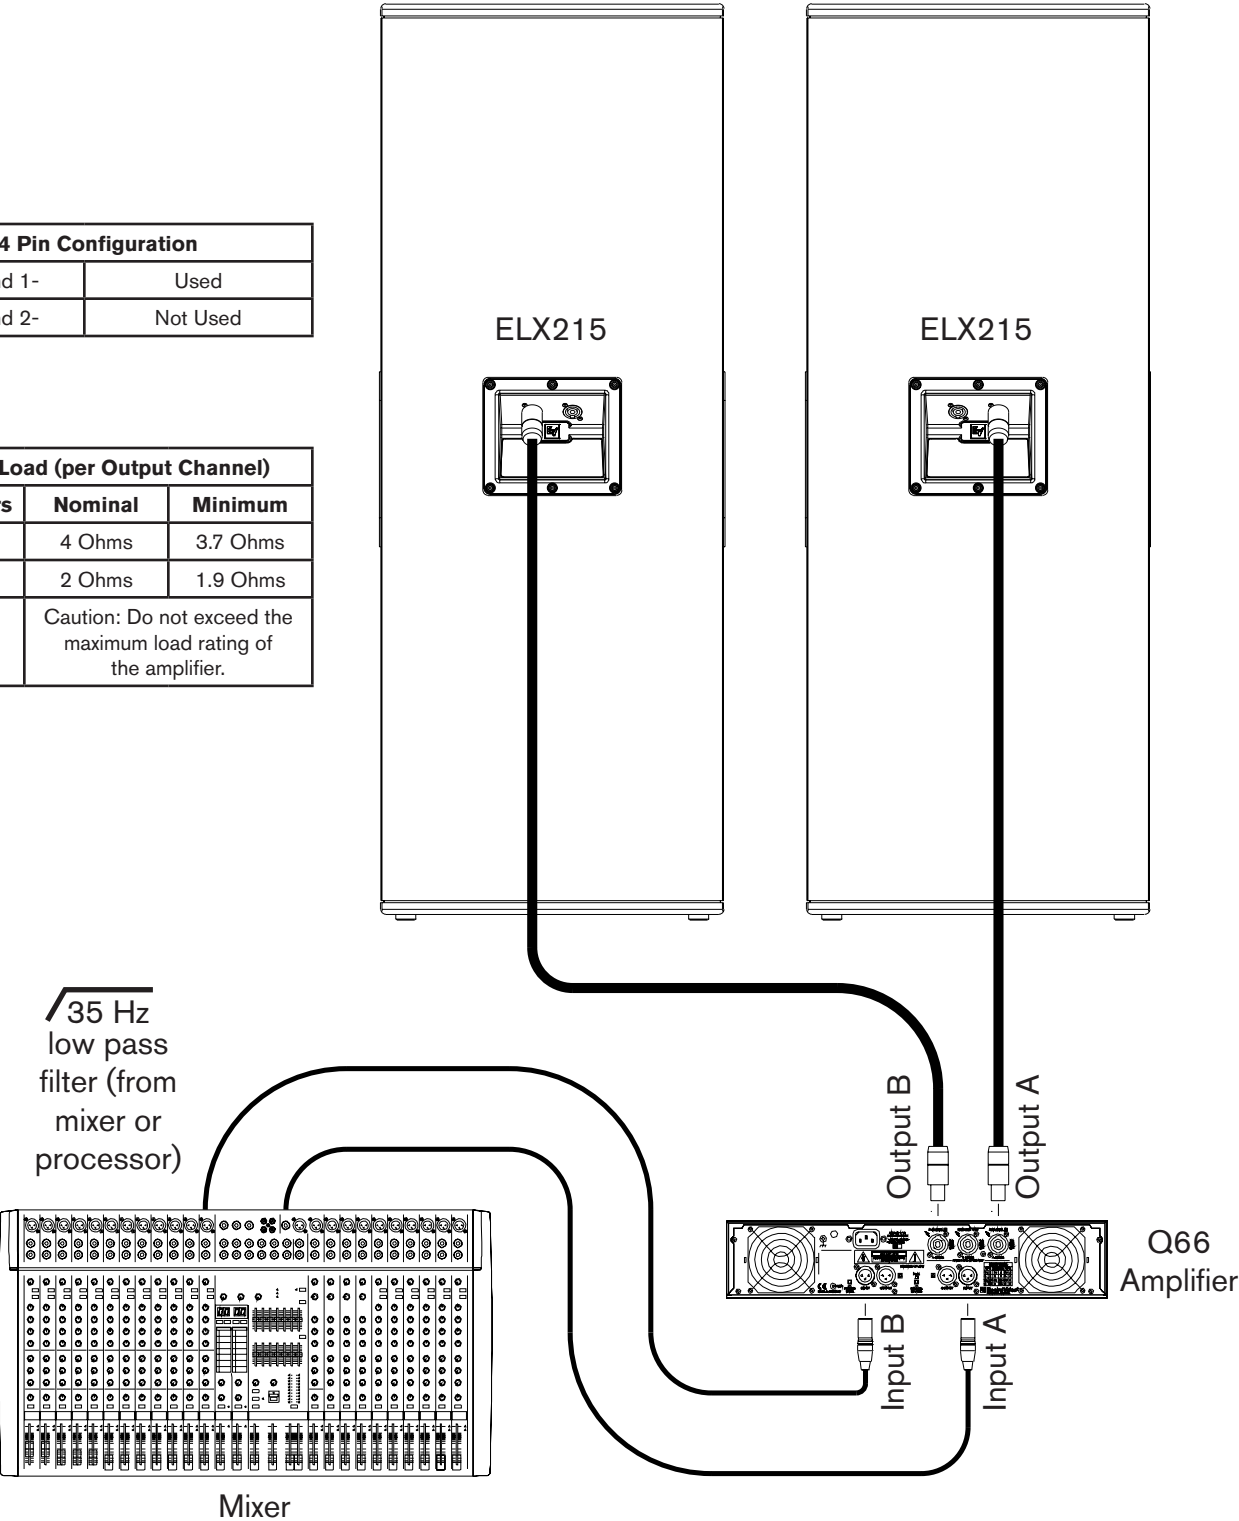 4 Pin Configuration
d 1- Used
d 2- Not Used
ELX215 ELX215
Load (per Output Channel)
rs Nominal Minimum
4 Ohms 3.7 Ohms
2 Ohms 1.9 Ohms
Caution: Do not exceed the
maximum load rating of
the amplifier.
35 Hz
low pass
filter (from
mixer or
processor)
Output B
Output A
Q66
Amplifier
Input B
Input A
Mixer